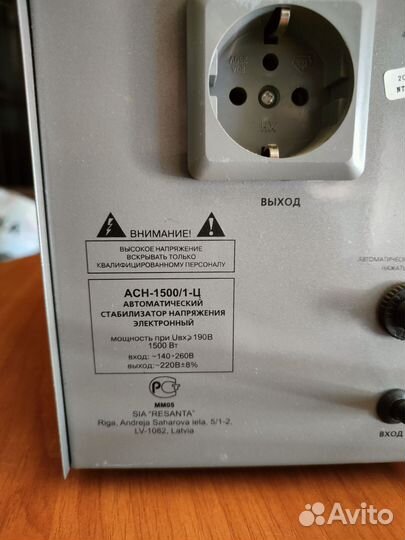 ВЫХОД
ВНИМАНИЕ!
ВЫСОКОЕ НАПРЯЖЕНИЕ
ВСКРЫВАТЬ ТОЛЬКО
КВАЛИФИЦИРОВАННОМУ ПЕРСОНАЛУ
АСН-1500/1-Ц
АВТОМАТИЧЕСКИЙ
СТАБИЛИЗАТОР НАПРЯЖЕНИЯ
ЭЛЕКТРОННЫЙ
мощность при Uвх⩾190В
1500 Вт
вход: ~140-260В
выход:~220В±8%
ММ05
SIA "RESANTA"
Riga, Andreja Saharova iela, 5/1-2,
LV-1082, Latvia
НАЖАТЬ
ВХОД
Avito